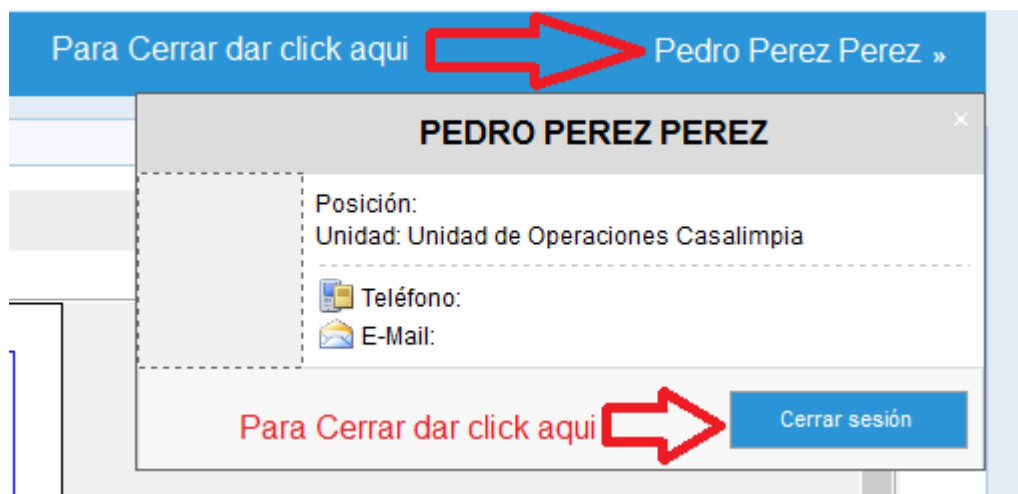 Para Cerrar dar click aqui Pedro Perez Perez »
PEDRO PEREZ PEREZ ×
Posición:
Unidad: Unidad de Operaciones Casalimpia
Teléfono:
E-Mail:
Para Cerrar dar click aqui Cerrar sesión